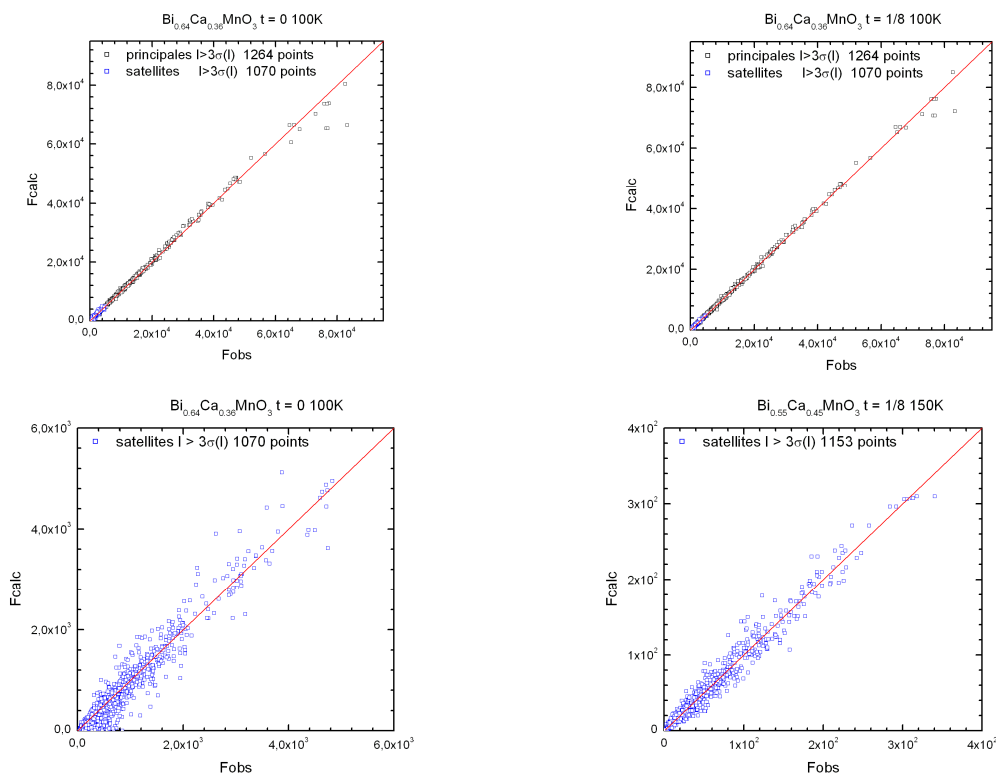 Bi0.64Ca0.36MnO3 t = 0 100K
principales I>3σ(I) 1264 points
satellites I>3σ(I) 1070 points
8,0x10^4
6,0x10^4
4,0x10^4
2,0x10^4
0,0
0,0 2,0x10^4 4,0x10^4 6,0x10^4 8,0x10^4
Fcalc
Fobs
Bi0.64Ca0.36MnO3 t = 1/8 100K
principales I>3σ(I) 1264 points
satellites I>3σ(I) 1070 points
8,0x10^4
6,0x10^4
4,0x10^4
2,0x10^4
0,0
0,0 2,0x10^4 4,0x10^4 6,0x10^4 8,0x10^4
Fcalc
Fobs
Bi0.64Ca0.36MnO3 t = 0 100K
satellites I > 3σ(I) 1070 points
6,0x10^3
4,0x10^3
2,0x10^3
0,0
0,0 2,0x10^3 4,0x10^3 6,0x10^3
Fcalc
Fobs
Bi0.55Ca0.45MnO3 t = 1/8 150K
satellites I > 3σ(I) 1153 points
4x10^2
3x10^2
2x10^2
1x10^2
0
0 1x10^2 2x10^2 3x10^2 4x10^2
Fcalc
Fobs